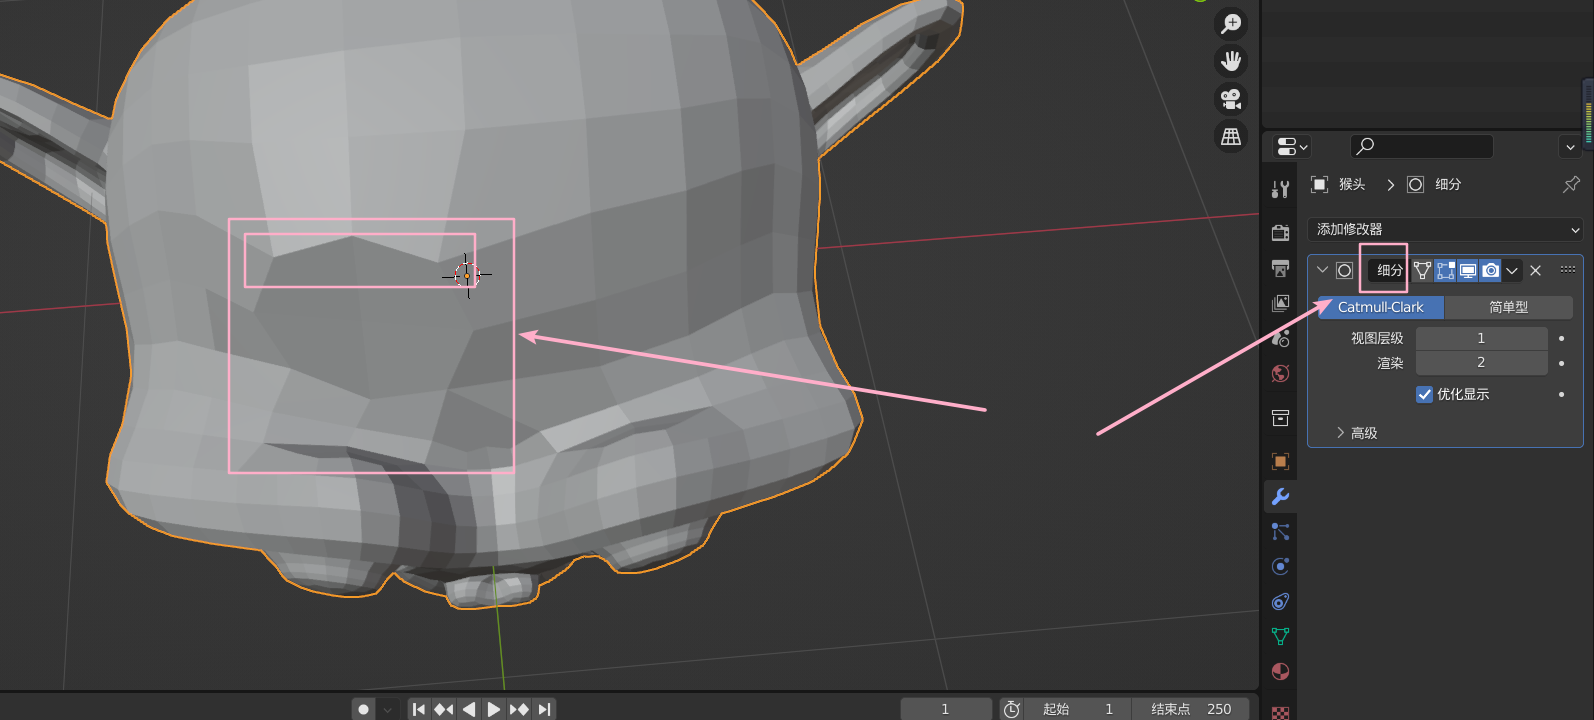 猴头 细分
添加修改器
细分
Catmull-Clark 简单型
视图层级 1
渲染 2
优化显示
高级
1 起始 1 结束点 250